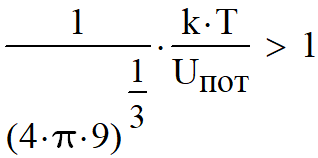 1/(4·π·9)^(1/3) · k·T/U_пот > 1